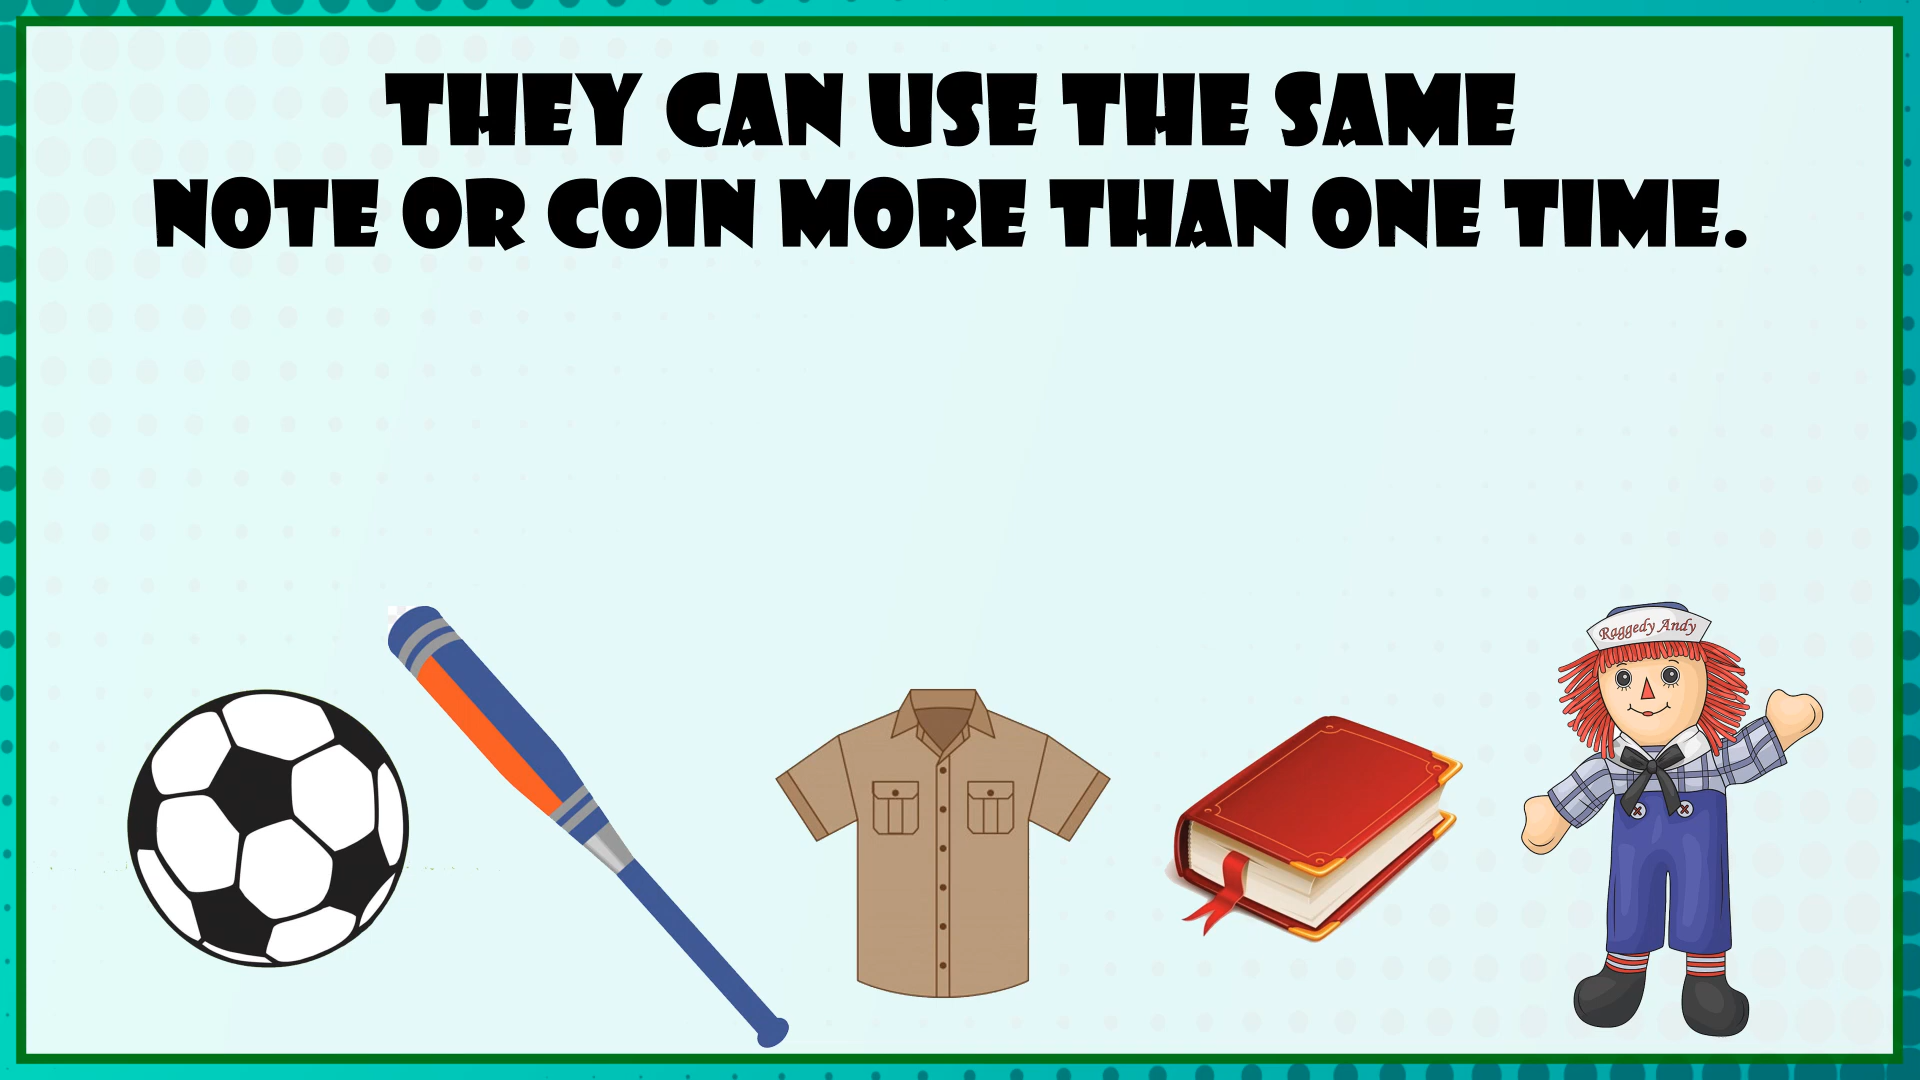 THEY CAN USE THE SAME
NOTE OR COIN MORE THAN ONE TIME.
Raggedy Andy